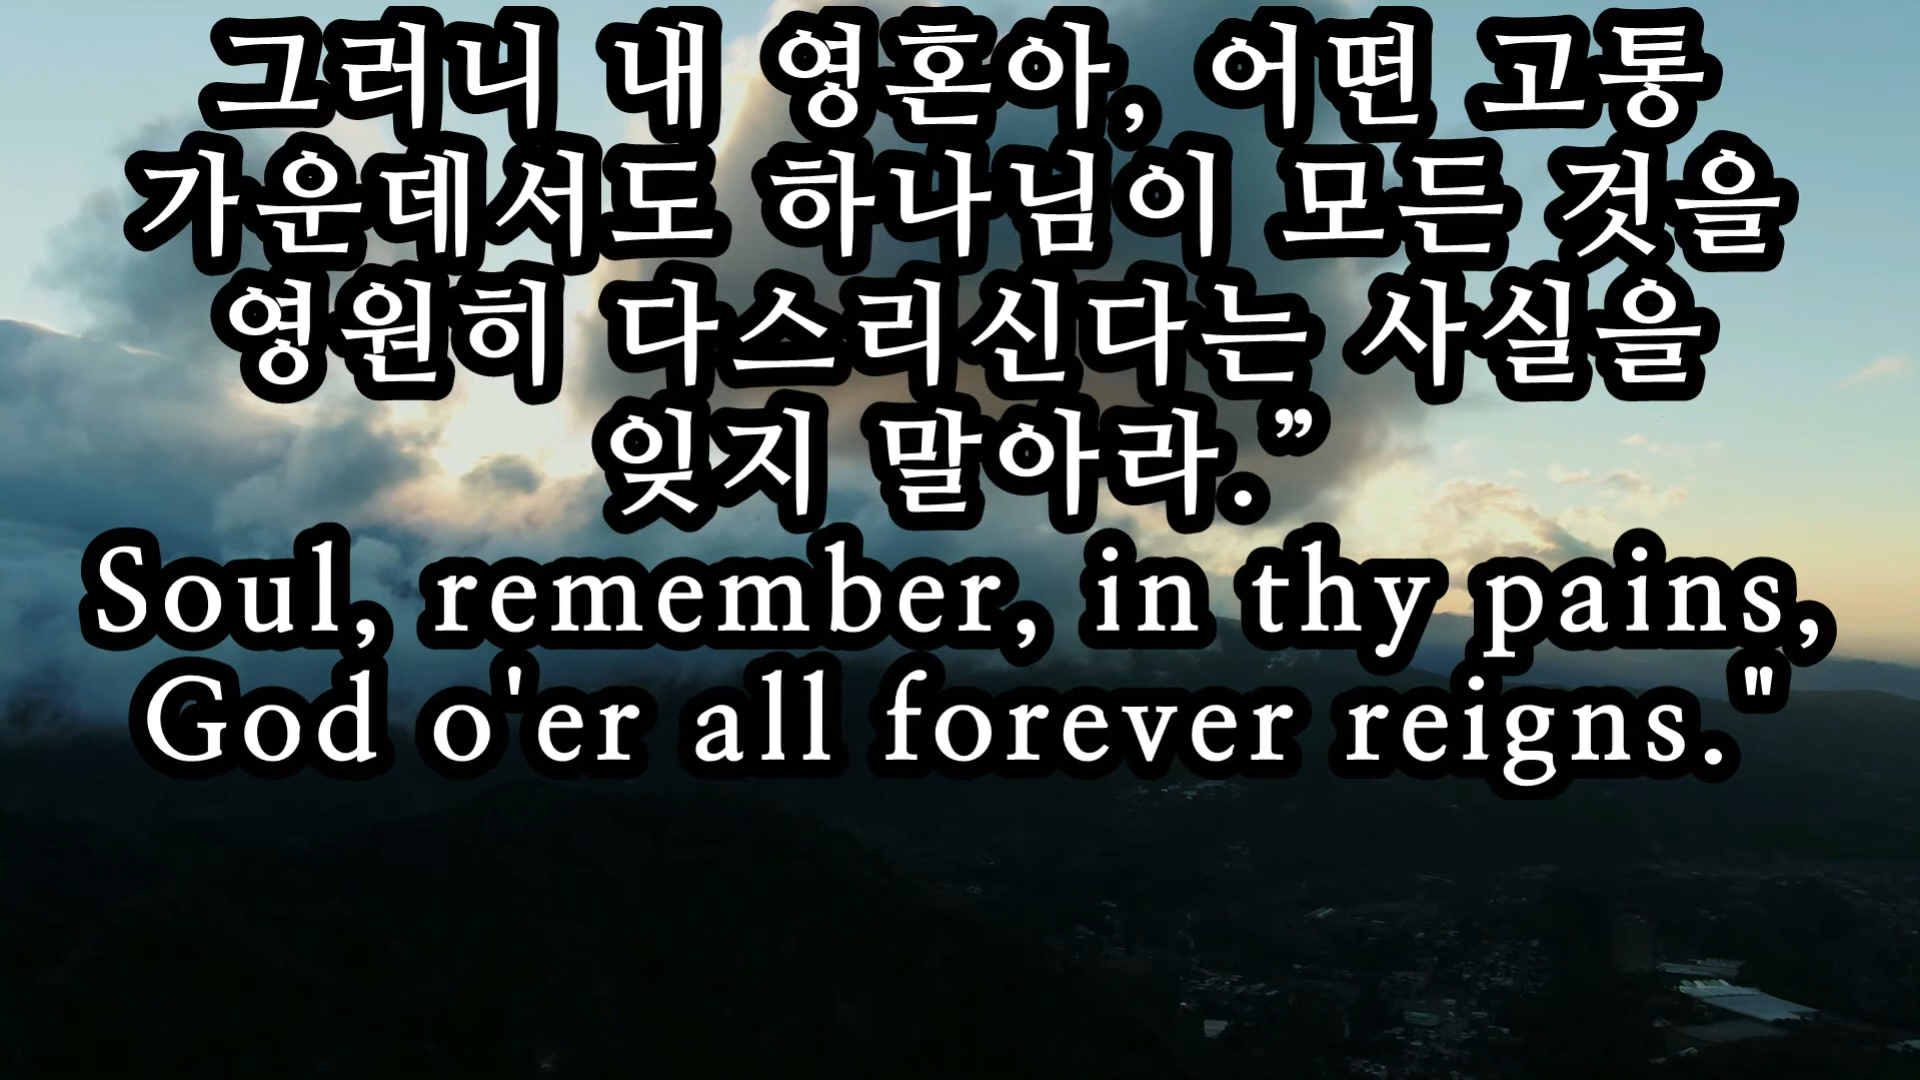 그러니 내 영혼아, 어떤 고통
가운데서도 하나님이 모든 것을
영원히 다스리신다는 사실을
잊지 말아라.”
Soul, remember, in thy pains,
God o'er all forever reigns."